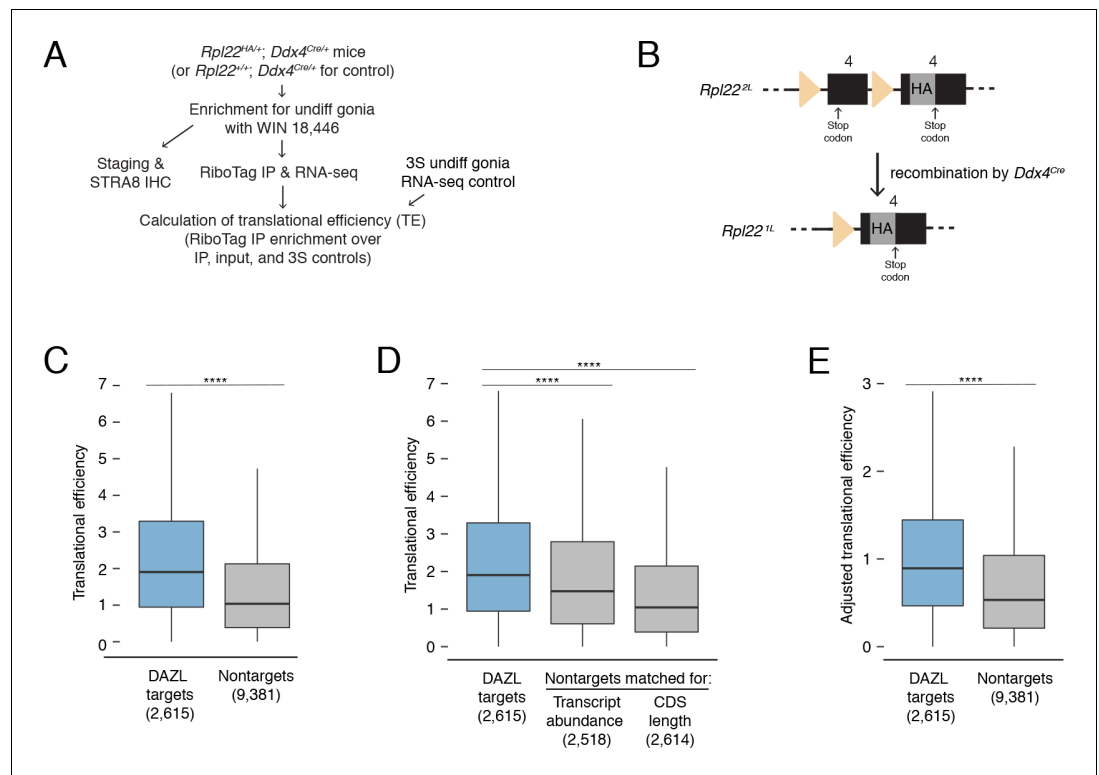 A
Rpl22HA/+; Ddx4Cre/+ mice
(or Rpl22+/+; Ddx4Cre/+ for control)
Enrichment for undiff gonia
with WIN 18,446
Staging &
STRA8 IHC
RiboTag IP & RNA-seq
3S undiff gonia
RNA-seq control
Calculation of translational efficiency (TE)
(RiboTag IP enrichment over
IP, input, and 3S controls)
B
4
4
Rpl22 2L
HA
Stop
codon
Stop
codon
recombination by Ddx4Cre
4
Rpl22 1L
HA
Stop
codon
C
****
Translational efficiency
7
6
5
4
3
2
1
0
DAZL
targets
(2,615)
Nontargets
(9,381)
D
****
****
Translational efficiency
7
6
5
4
3
2
1
0
DAZL
targets
(2,615)
Nontargets matched for:
Transcript
abundance
(2,518)
CDS
length
(2,614)
E
****
Adjusted translational efficiency
3
2
1
0
DAZL
targets
(2,615)
Nontargets
(9,381)